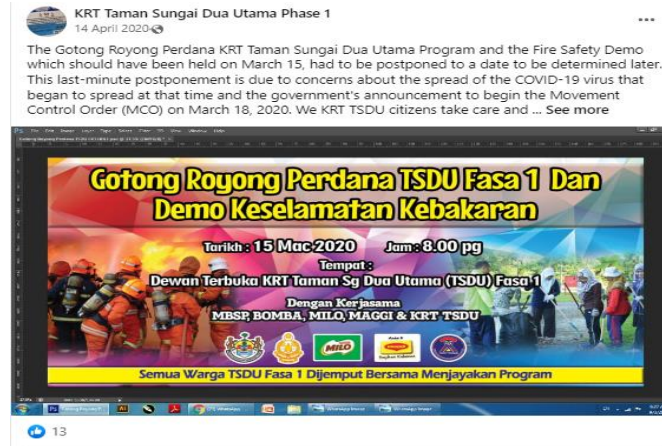 KRT Taman Sungai Dua Utama Phase 1
14 April 2020
The Gotong Royong Perdana KRT Taman Sungai Dua Utama Program and the Fire Safety Demo
which should have been held on March 15, had to be postponed to a date to be determined later.
This last-minute postponement is due to concerns about the spread of the COVID-19 virus that
began to spread at that time and the government's announcement to begin the Movement
Control Order (MCO) on March 18, 2020. We KRT TSDU citizens take care and ... See more
Gotong Royong Perdana TSDU Fasa 1 Dan
Demo Keselamatan Kebakaran
Tarikh : 15 Mac 2020 Jam : 8.00 pg
Tempat :
Dewan Terbuka KRT Taman Sg Dua Utama (TSDU) Fasa 1
Dengan Kerjasama
MBSP, BOMBA, MILO, MAGGI & KRT TSDU
MILO
Semua Warga TSDU Fasa 1 Dijemput Bersama Menjayakan Program
13